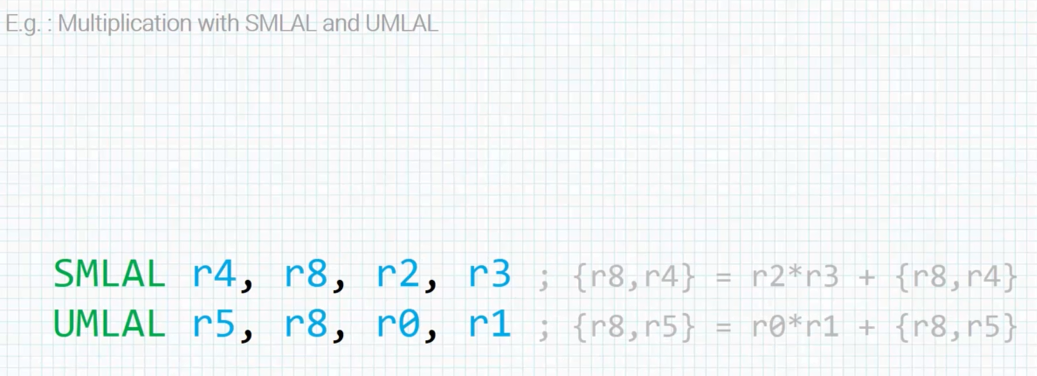 E.g. : Multiplication with SMLAL and UMLAL
SMLAL r4, r8, r2, r3 ; {r8,r4} = r2*r3 + {r8,r4}
UMLAL r5, r8, r0, r1 ; {r8,r5} = r0*r1 + {r8,r5}